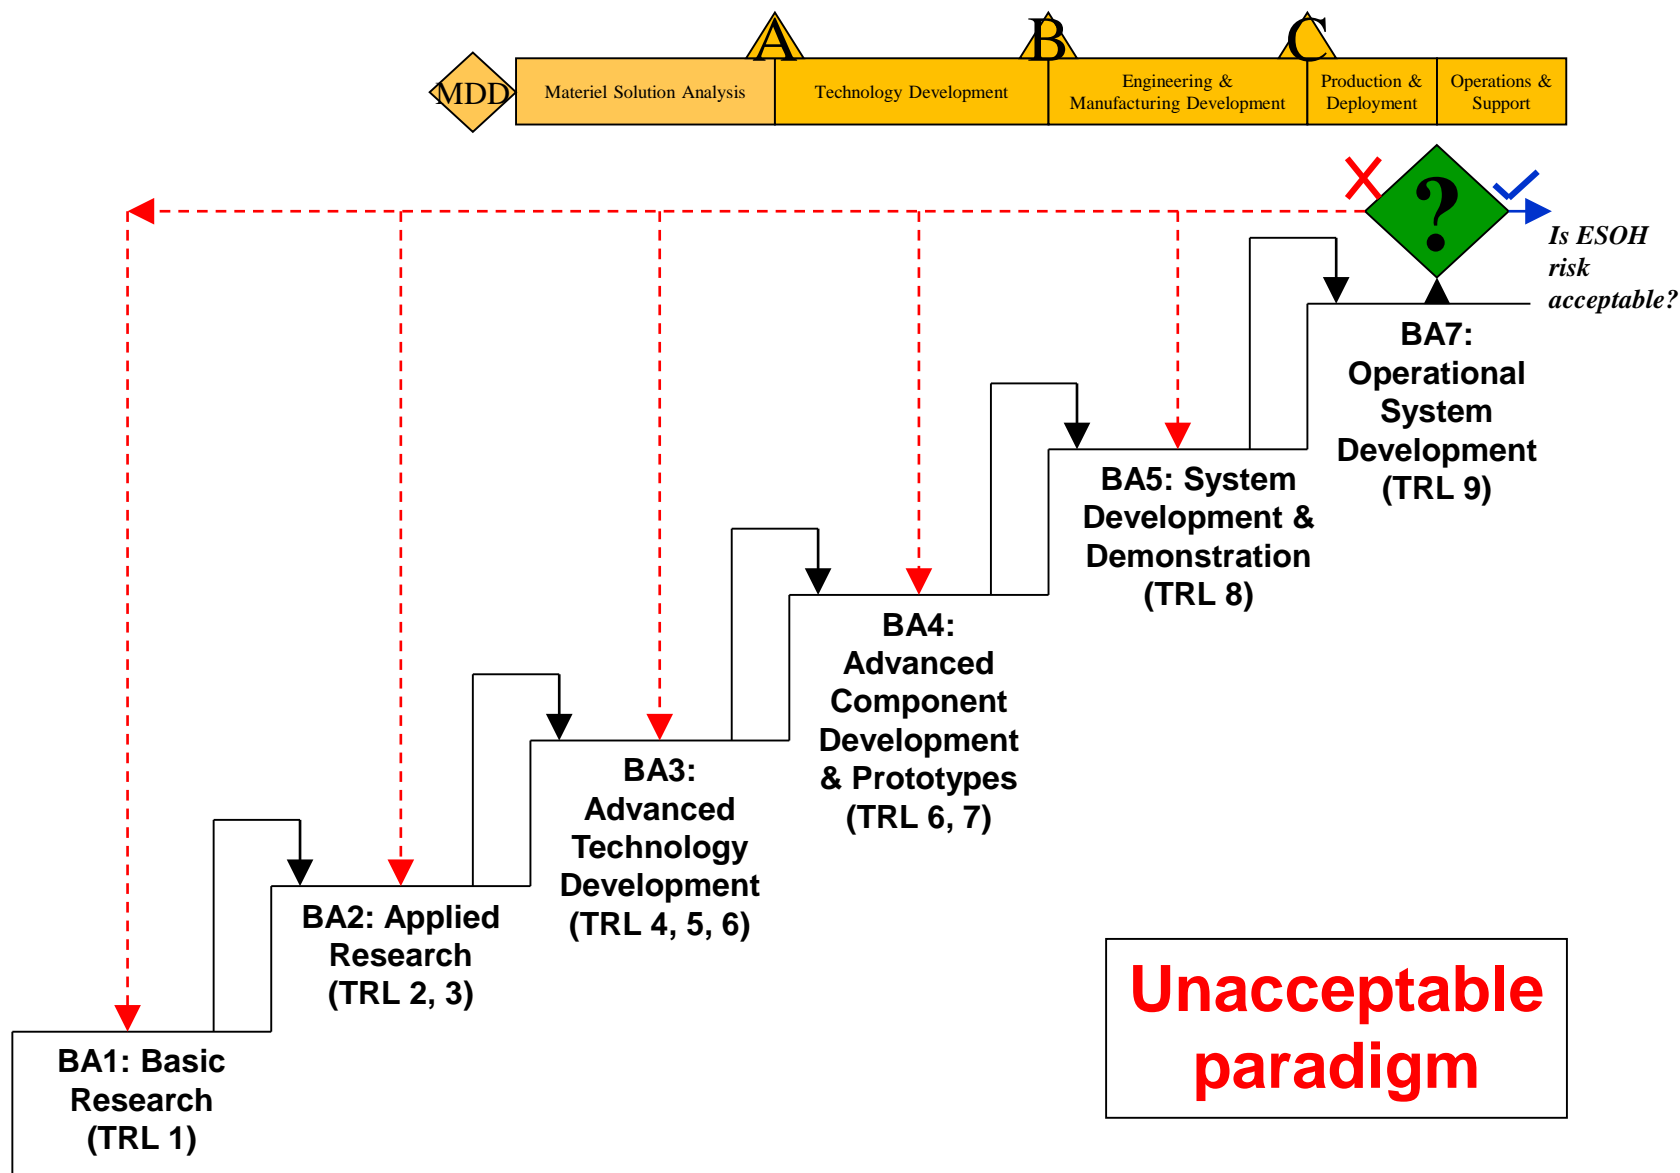 A
B
C
MDD
Materiel Solution Analysis
Technology Development
Engineering &
Manufacturing Development
Production &
Deployment
Operations &
Support
?
Is ESOH
risk
acceptable?
BA7:
Operational
System
Development
(TRL 9)
BA5: System
Development &
Demonstration
(TRL 8)
BA4:
Advanced
Component
Development
& Prototypes
(TRL 6, 7)
BA3:
Advanced
Technology
Development
(TRL 4, 5, 6)
BA2: Applied
Research
(TRL 2, 3)
BA1: Basic
Research
(TRL 1)
Unacceptable
paradigm